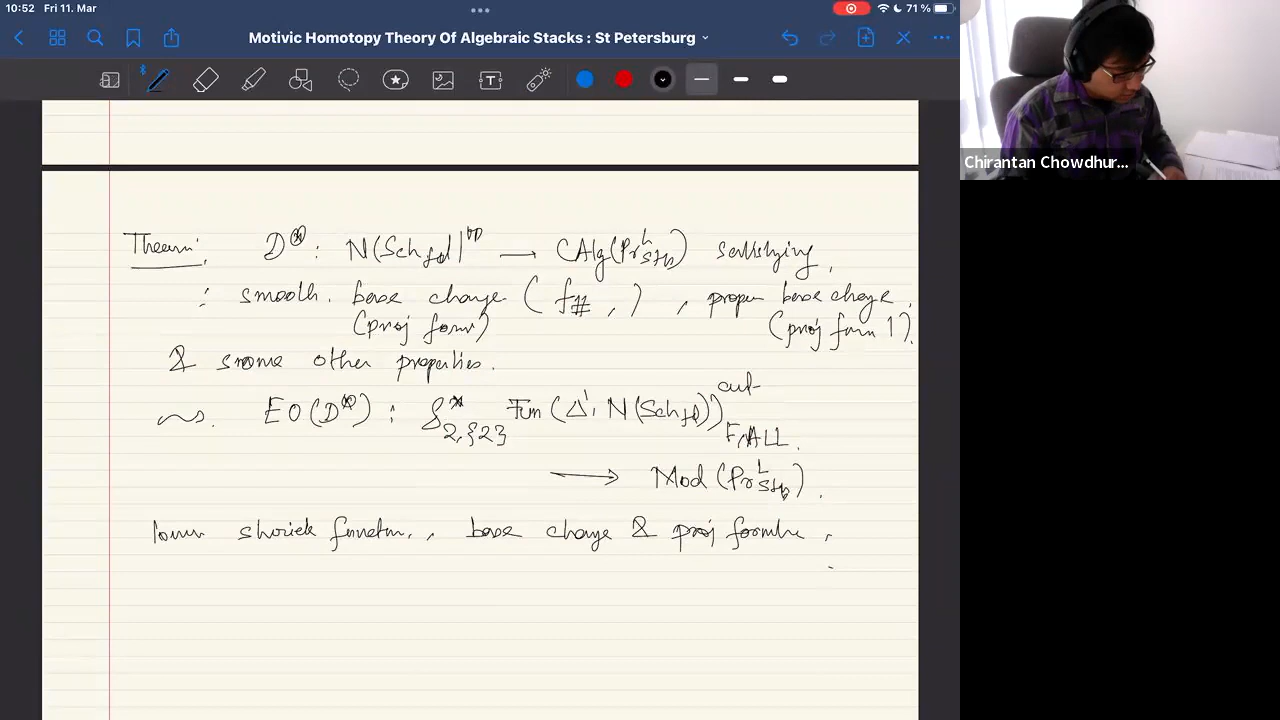 10:52 Fri 11. Mar
71 %
Motivic Homotopy Theory Of Algebraic Stacks : St Petersburg
Chirantan Chowdhur...
Theorem: D^⊛ : N(Sch_fd)^op → CAlg(Pr^L_Stb) satisfying,
: smooth base change ( f_# , ) , proper base change,
(proj form) (proj form 1).
& some other properties.
⇝ EO(D^⊛) : δ^*_{2,{2}} Fun(Δ^1, N(Sch_fd))^cart_{F,ALL}
→ Mod(Pr^L_Stb).
lower shriek functor, , base change & proj formula ,